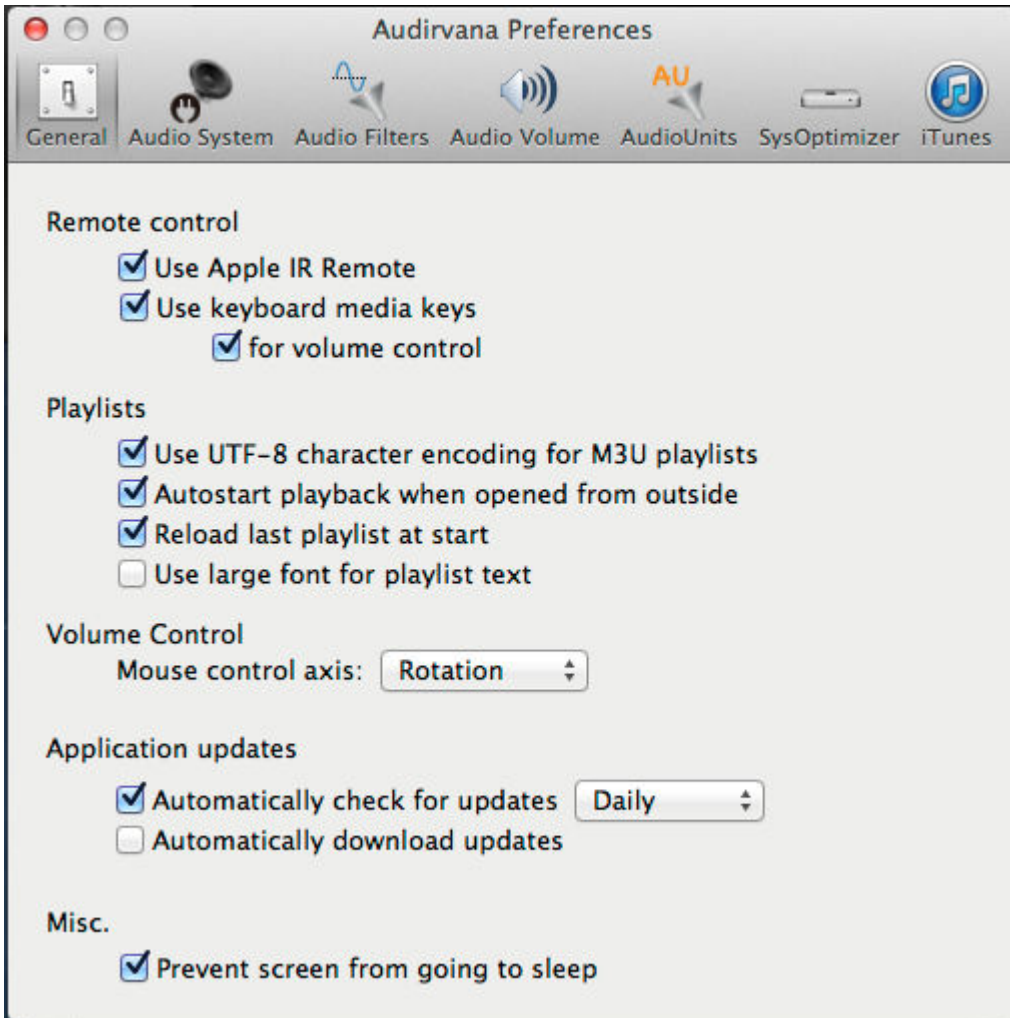 Audirvana Preferences
AU
General Audio System Audio Filters Audio Volume AudioUnits SysOptimizer iTunes
Remote control
Use Apple IR Remote
Use keyboard media keys
for volume control
Playlists
Use UTF-8 character encoding for M3U playlists
Autostart playback when opened from outside
Reload last playlist at start
Use large font for playlist text
Volume Control
Mouse control axis: Rotation
Application updates
Automatically check for updates Daily
Automatically download updates
Misc.
Prevent screen from going to sleep